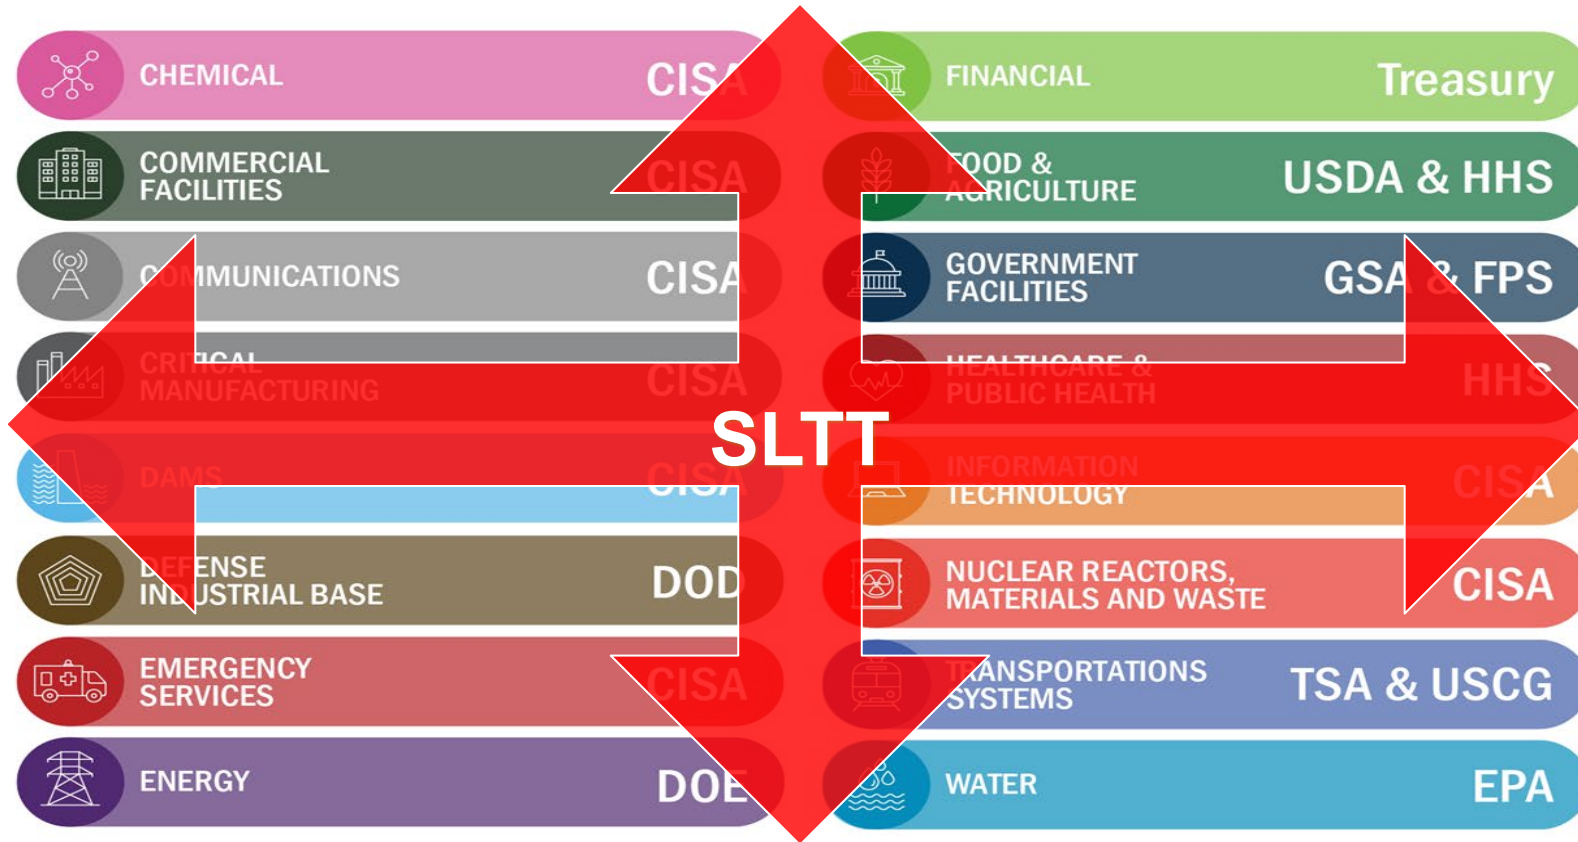 CHEMICAL
CISA
COMMERCIAL
FACILITIES
CISA
COMMUNICATIONS
CISA
CRITICAL
MANUFACTURING
CISA
DAMS
CISA
DEFENSE
INDUSTRIAL BASE
DOD
EMERGENCY
SERVICES
CISA
ENERGY
DOE
SLTT
FINANCIAL
Treasury
FOOD &
AGRICULTURE
USDA & HHS
GOVERNMENT
FACILITIES
GSA & FPS
HEALTHCARE &
PUBLIC HEALTH
HHS
INFORMATION
TECHNOLOGY
CISA
NUCLEAR REACTORS,
MATERIALS AND WASTE
CISA
TRANSPORTATIONS
SYSTEMS
TSA & USCG
WATER
EPA